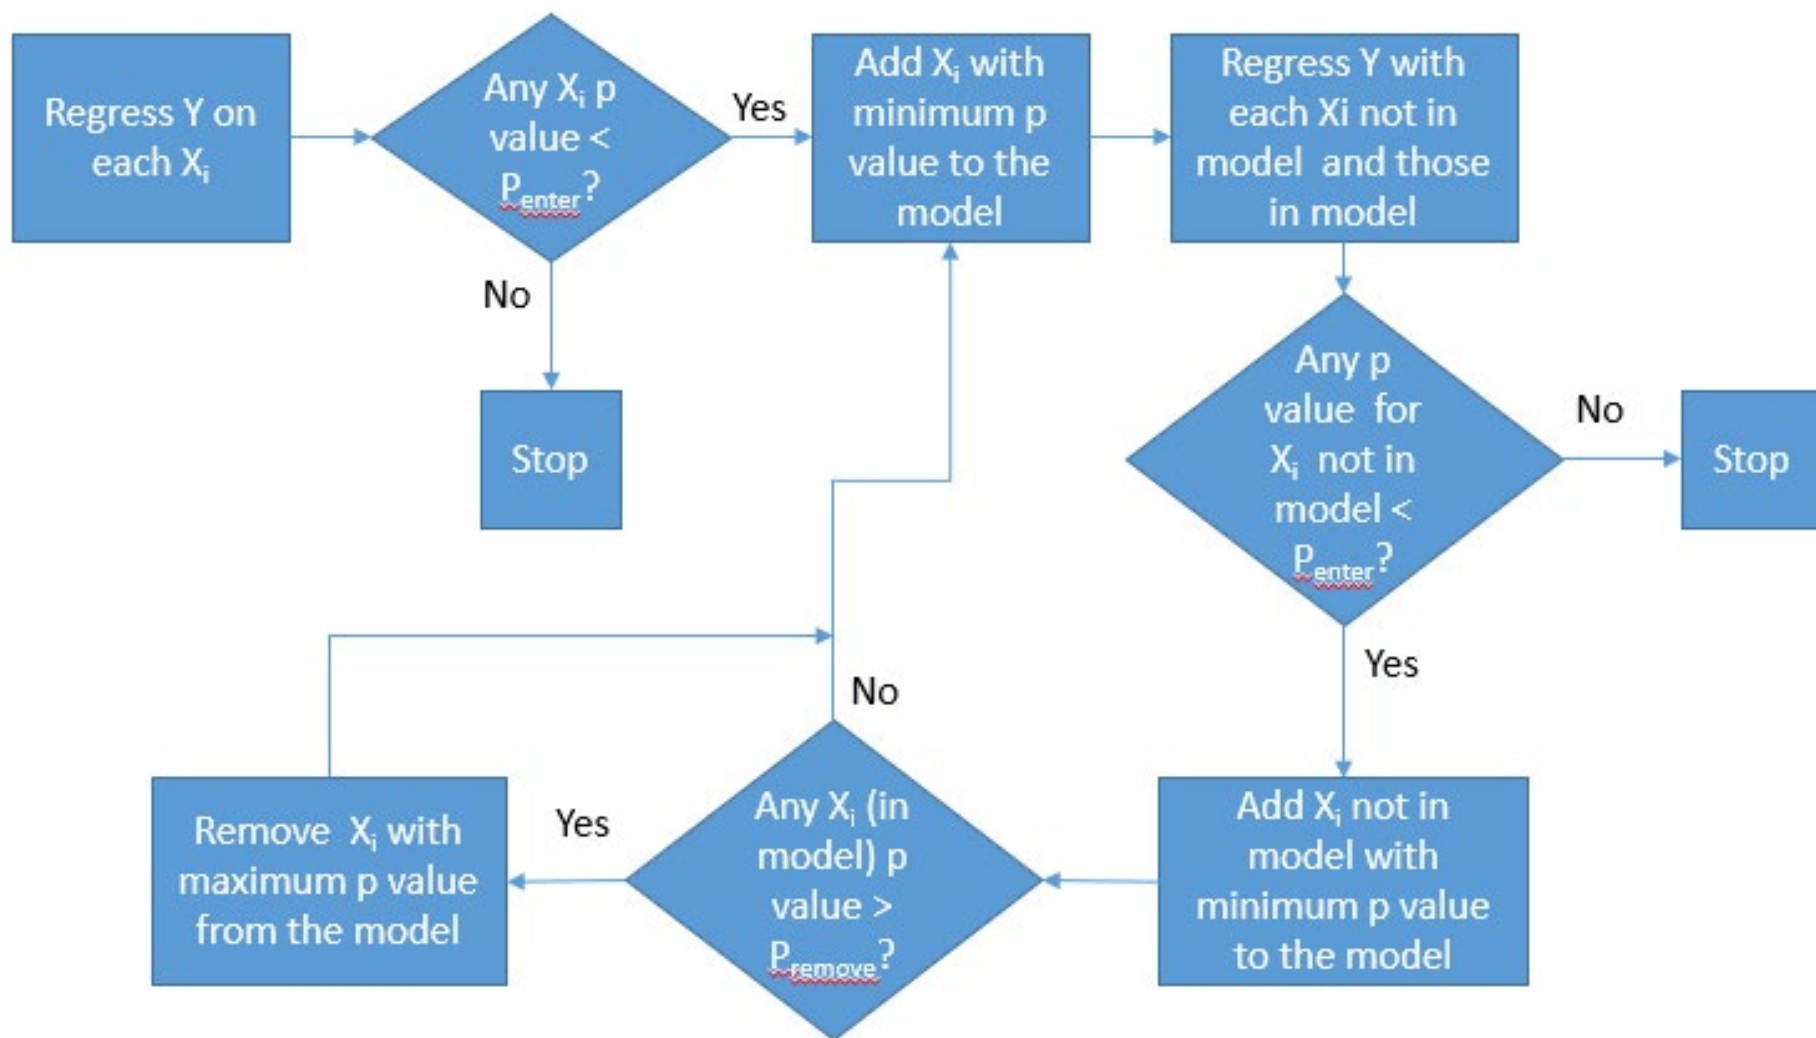 Regress Y on
each Xi
Any Xi p
value <
Penter?
Yes
No
Stop
Add Xi with
minimum p
value to the
model
Regress Y with
each Xi not in
model and those
in model
Any p
value for
Xi not in
model <
Penter?
No
Stop
Yes
Add Xi not in
model with
minimum p value
to the model
Any Xi (in
model) p
value >
Premove?
No
Yes
Remove Xi with
maximum p value
from the model